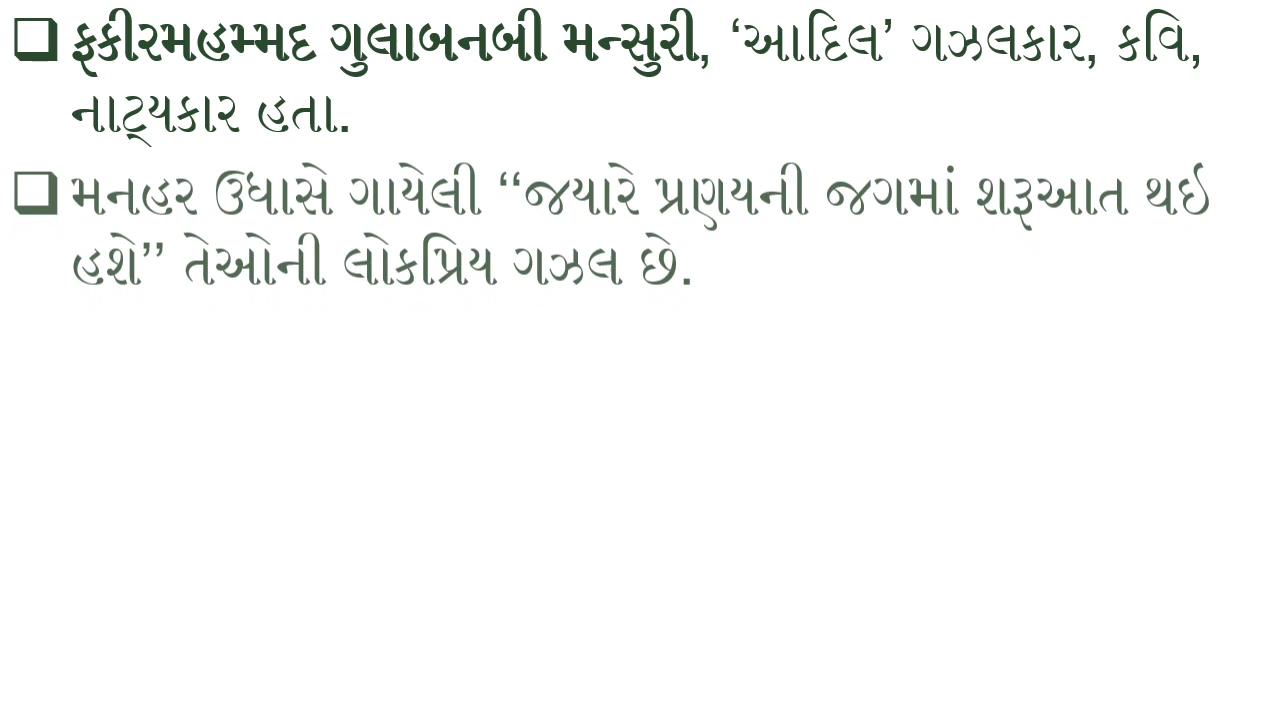 ❑ ફકીરમહમ્મદ ગુલાબનબી મન્સુરી, ‘આદિલ’ ગઝલકાર, કવિ,
નાટ્યકાર હતા.
❑ મનહર ઉધાસે ગાયેલી ‘‘જયારે પ્રણયની જગમાં શરૂઆત થઈ
હશે’’ તેઓની લોકપ્રિય ગઝલ છે.